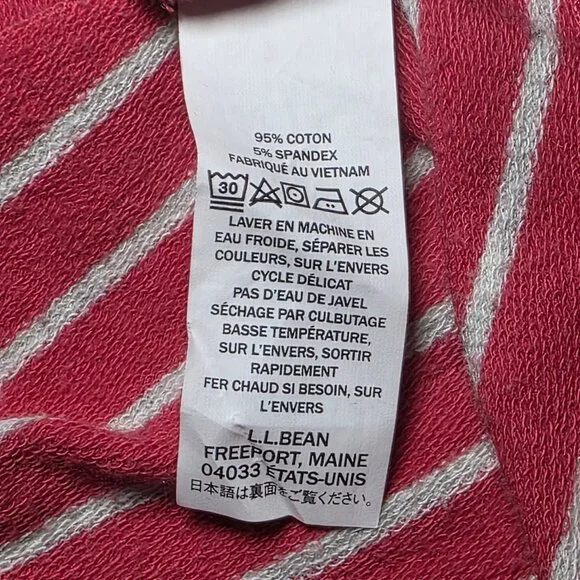 95% COTON
5% SPANDEX
FABRIQUÉ AU VIETNAM
30
LAVER EN MACHINE EN
EAU FROIDE, SÉPARER LES
COULEURS, SUR L'ENVERS
CYCLE DÉLICAT
PAS D'EAU DE JAVEL
SÉCHAGE PAR CULBUTAGE
BASSE TEMPÉRATURE,
SUR L'ENVERS, SORTIR
RAPIDEMENT
FER CHAUD SI BESOIN, SUR
L'ENVERS
L.L.BEAN
FREEPORT, MAINE
04033 ÉTATS-UNIS
日本語は裏面をご覧ください。